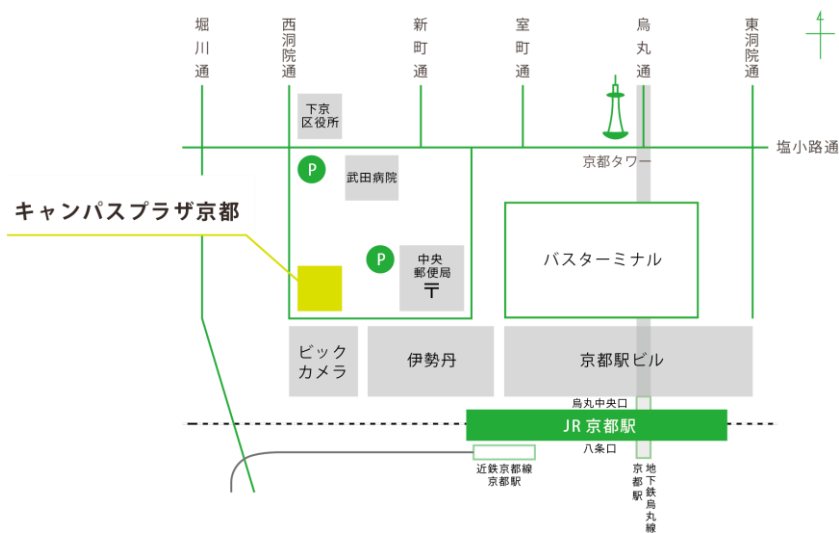 堀川通
西洞院通
新町通
室町通
烏丸通
東洞院通
下京
区役所
塩小路通
京都タワー
P
武田病院
キャンパスプラザ京都
P
中央
郵便局
〒
バスターミナル
ビック
カメラ
伊勢丹
京都駅ビル
烏丸中央口
JR 京都駅
八条口
近鉄京都線
京都駅
地下鉄烏丸線
京都駅